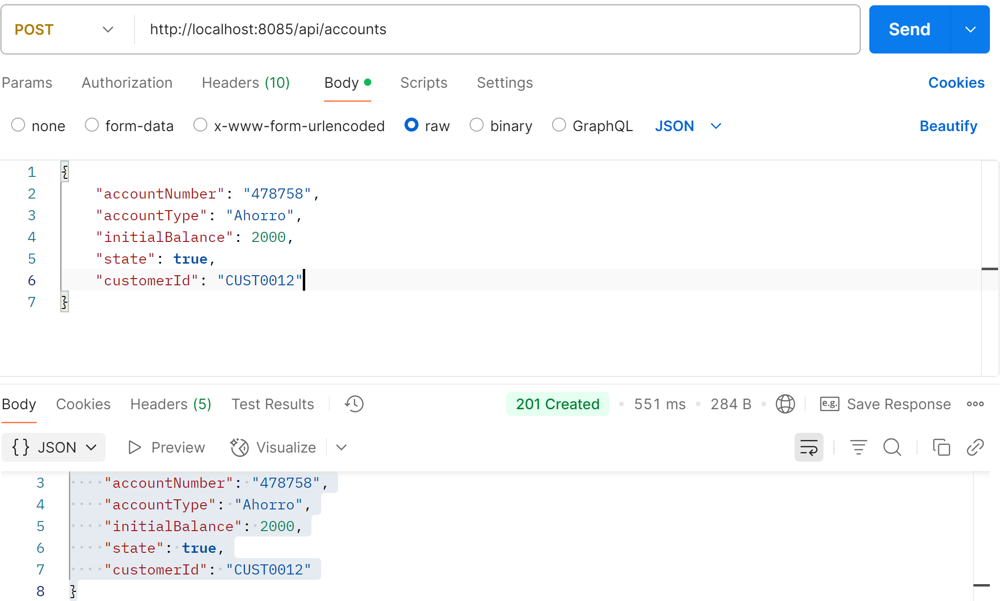 POST http://localhost:8085/api/accounts Send
Params Authorization Headers (10) Body Scripts Settings Cookies
none form-data x-www-form-urlencoded raw binary GraphQL JSON Beautify
1 {
2 "accountNumber": "478758",
3 "accountType": "Ahorro",
4 "initialBalance": 2000,
5 "state": true,
6 "customerId": "CUST0012"
7 }
Body Cookies Headers (5) Test Results 201 Created 551 ms 284 B e.g. Save Response
{} JSON Preview Visualize
3 "accountNumber": "478758",
4 "accountType": "Ahorro",
5 "initialBalance": 2000,
6 "state": true,
7 "customerId": "CUST0012"
8 }